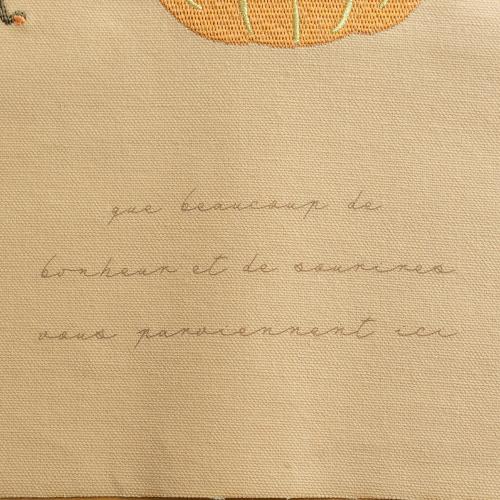 que beaucoup de
bonheur et de sourires
vous parviennent ici